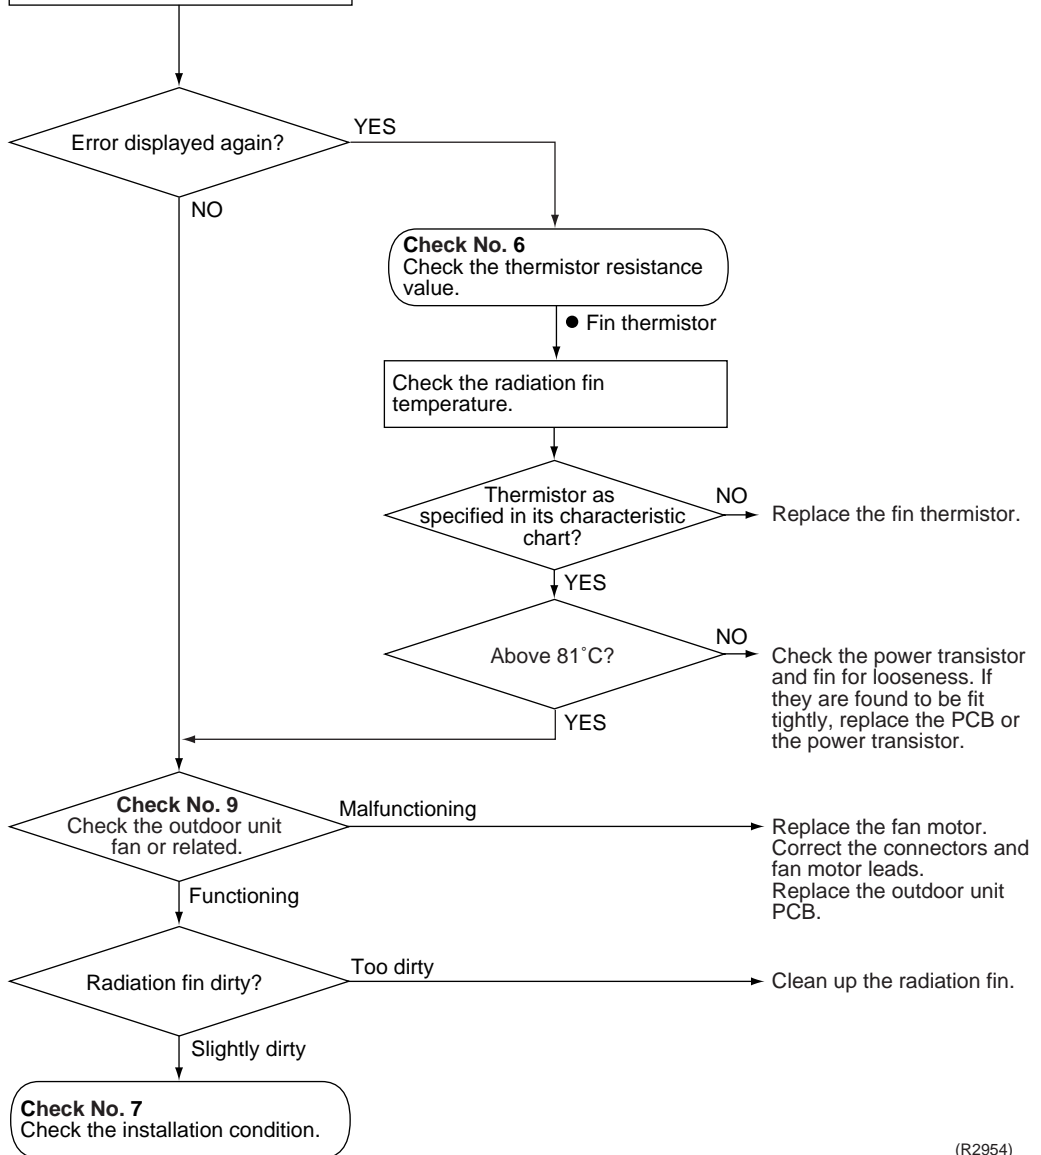 Error displayed again?
YES
NO
Check No. 6
Check the thermistor resistance
value.
● Fin thermistor
Check the radiation fin
temperature.
Thermistor as
specified in its characteristic
chart?
NO
Replace the fin thermistor.
YES
Above 81˚C?
NO
Check the power transistor
and fin for looseness. If
they are found to be fit
tightly, replace the PCB or
the power transistor.
YES
Check No. 9
Check the outdoor unit
fan or related.
Malfunctioning
Replace the fan motor.
Correct the connectors and
fan motor leads.
Replace the outdoor unit
PCB.
Functioning
Radiation fin dirty?
Too dirty
Clean up the radiation fin.
Slightly dirty
Check No. 7
Check the installation condition.
(R2954)